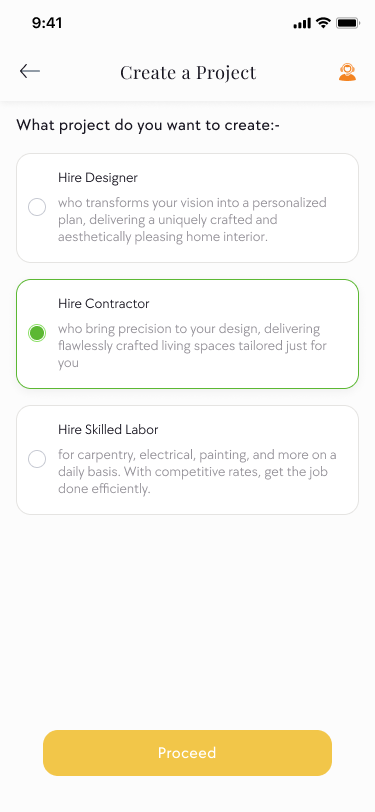 9:41
Create a Project
What project do you want to create:-
Hire Designer
who transforms your vision into a personalized
plan, delivering a uniquely crafted and
aesthetically pleasing home interior.
Hire Contractor
who bring precision to your design, delivering
flawlessly crafted living spaces tailored just for
you
Hire Skilled Labor
for carpentry, electrical, painting, and more on a
daily basis. With competitive rates, get the job
done efficiently.
Proceed